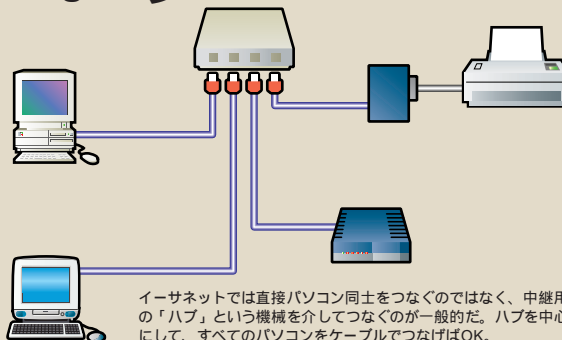 イーサネットでは直接パソコン同士をつなぐのではなく、中継用
の「ハブ」という機械を介してつなぐのが一般的だ。ハブを中心
にして、すべてのパソコンをケーブルでつなげばOK。